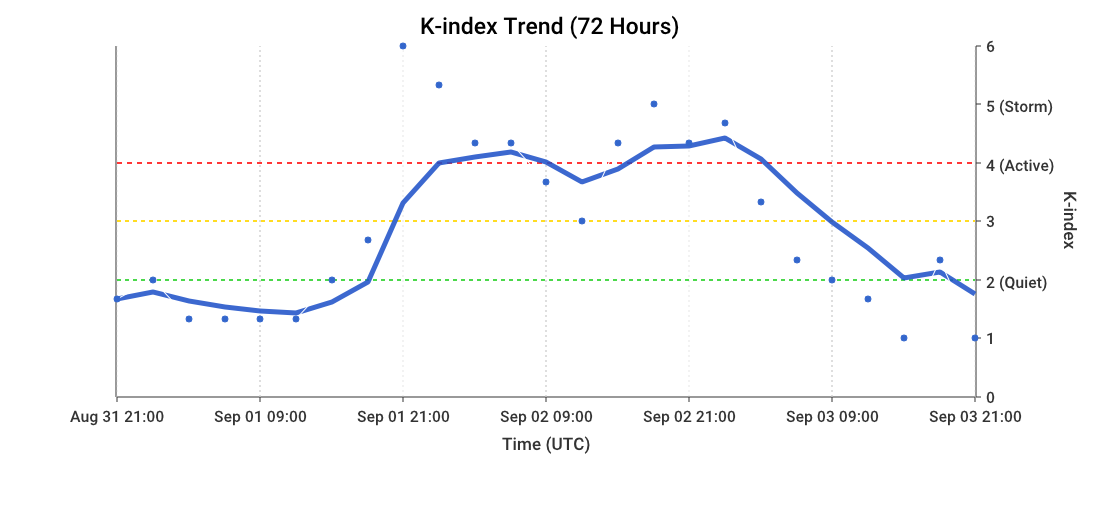 K-index Trend (72 Hours)
6
5 (Storm)
4 (Active)
3
2 (Quiet)
1
0
K-index
Aug 31 21:00
Sep 01 09:00
Sep 01 21:00
Sep 02 09:00
Sep 02 21:00
Sep 03 09:00
Sep 03 21:00
Time (UTC)